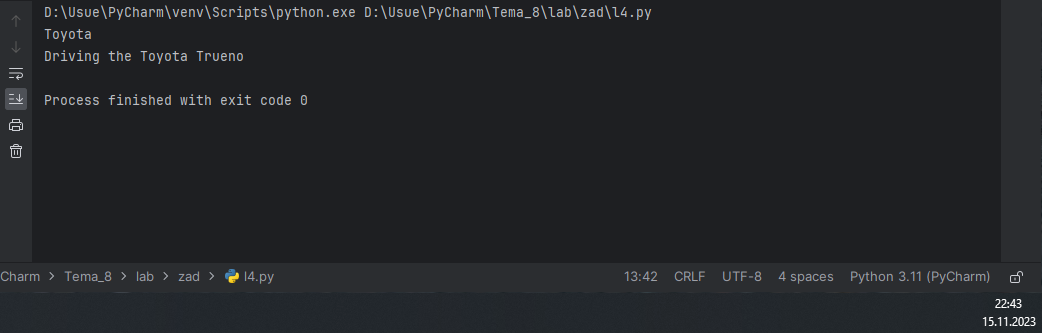 D:\Usue\PyCharm\venv\Scripts\python.exe D:\Usue\PyCharm\Tema_8\lab\zad\l4.py
Toyota
Driving the Toyota Trueno
Process finished with exit code 0
Charm > Tema_8 > lab > zad > l4.py
13:42 CRLF UTF-8 4 spaces Python 3.11 (PyCharm)
22:43
15.11.2023